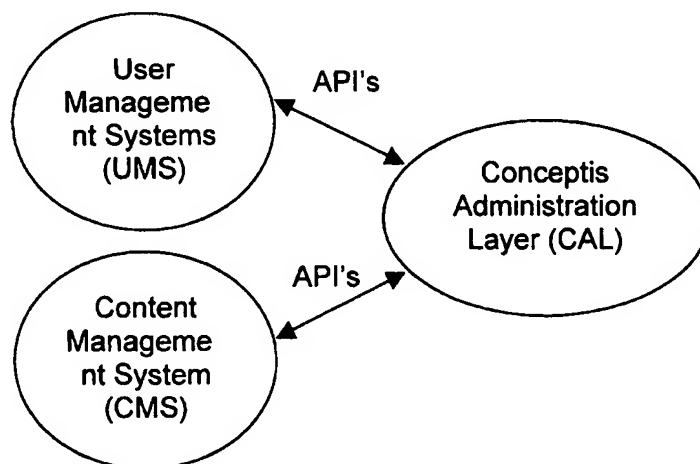 User
Manageme
nt Systems
(UMS)
API's
Conceptis
Administration
Layer (CAL)
API's
Content
Manageme
nt System
(CMS)